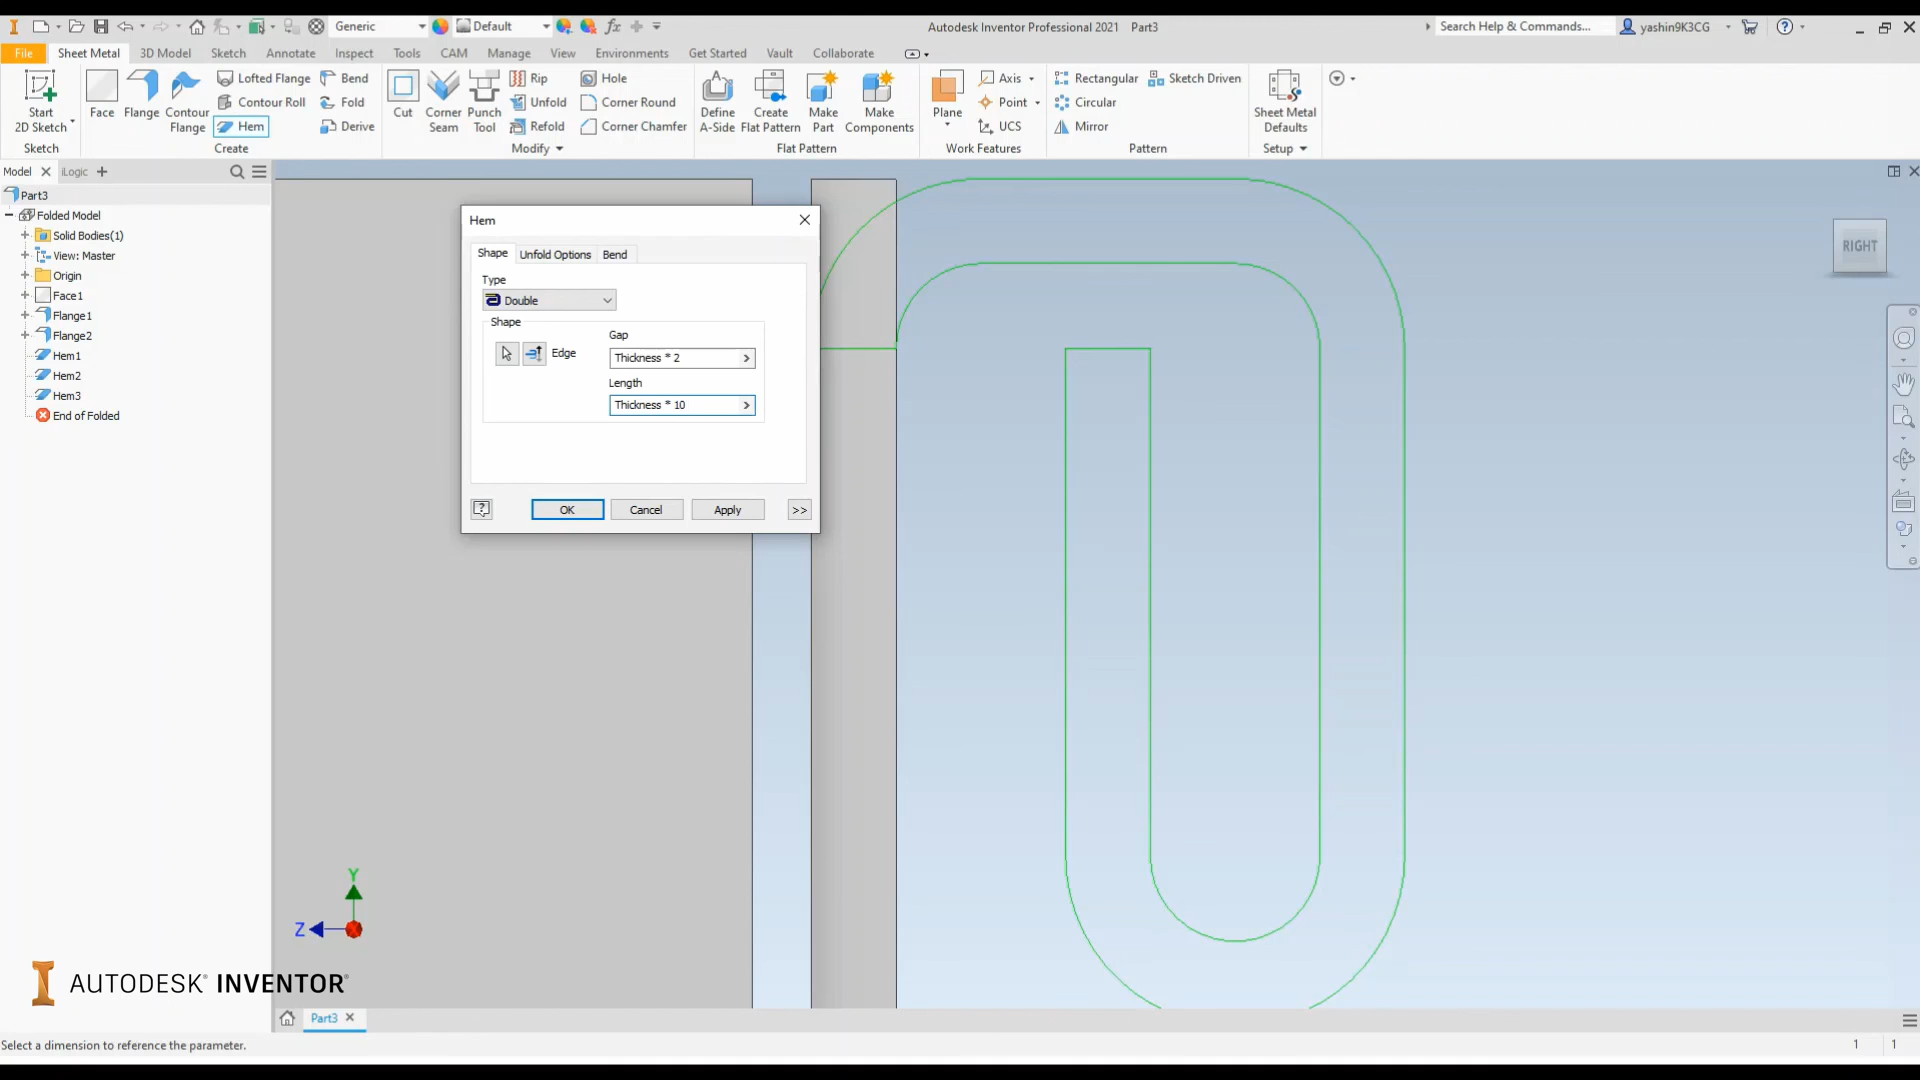 Generic
Default
fx
Autodesk Inventor Professional 2021 Part3
Search Help & Commands...
yashin9K3CG
File
Sheet Metal
3D Model
Sketch
Annotate
Inspect
Tools
CAM
Manage
View
Environments
Get Started
Vault
Collaborate
Start
2D Sketch
Sketch
Face
Flange
Contour
Flange
Lofted Flange
Contour Roll
Hem
Bend
Fold
Derive
Create
Cut
Corner
Seam
Punch
Tool
Rip
Unfold
Refold
Hole
Corner Round
Corner Chamfer
Modify
Define
A-Side
Create
Flat Pattern
Make
Part
Make
Components
Flat Pattern
Plane
Axis
Point
UCS
Work Features
Rectangular
Sketch Driven
Circular
Mirror
Pattern
Sheet Metal
Defaults
Setup
Model
iLogic
Part3
Folded Model
Solid Bodies(1)
View: Master
Origin
Face1
Flange1
Flange2
Hem1
Hem2
Hem3
End of Folded
Hem
Shape
Unfold Options
Bend
Type
Double
Shape
Edge
Gap
Thickness * 2
Length
Thickness * 10
OK
Cancel
Apply
>>
RIGHT
Y
Z
AUTODESK® INVENTOR®
Part3
Select a dimension to reference the parameter.
1
1